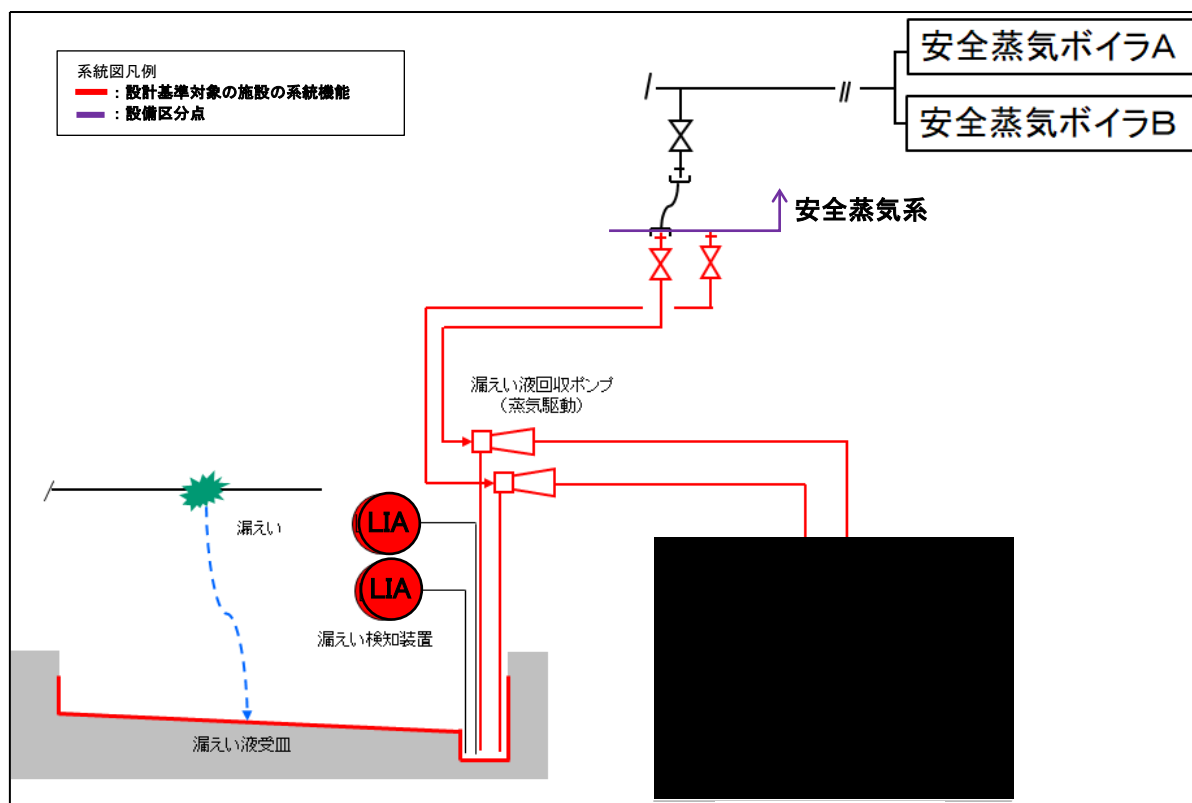 安全蒸気ボイラA
系統図凡例
：設計基準対象の施設の系統機能
：設備区分点
安全蒸気ボイラB
安全蒸気系
漏えい液回収ポンプ
（蒸気駆動）
漏えい
LIA
LIA
漏えい検知装置
漏えい液受皿